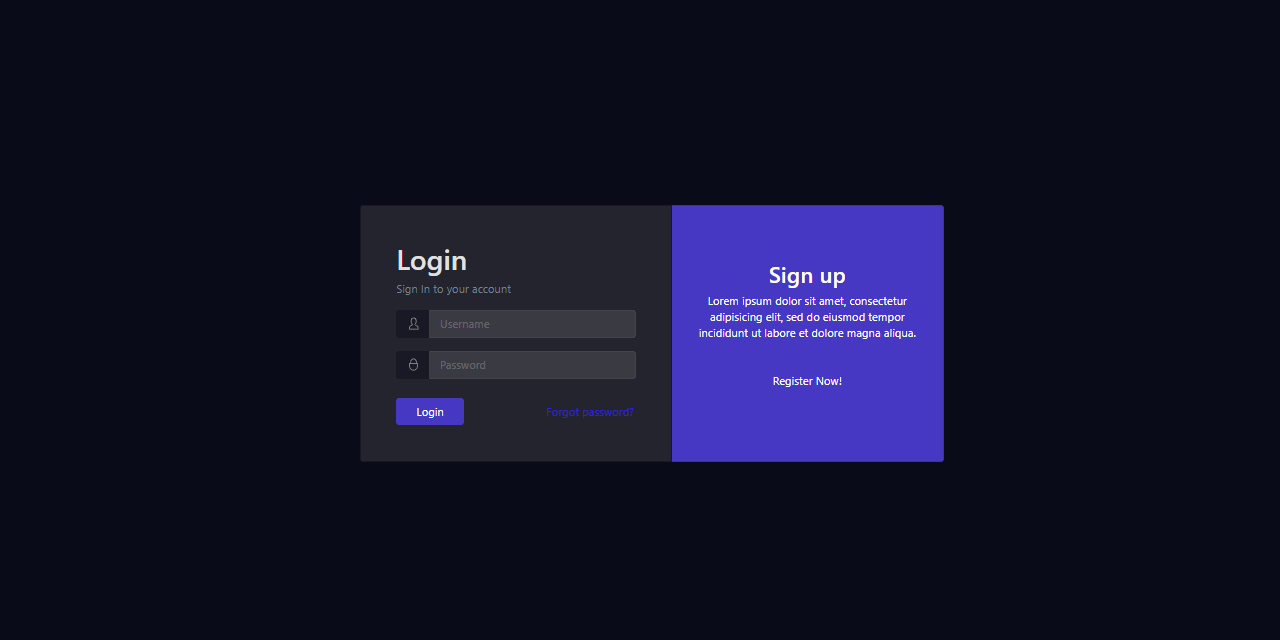 Login
Sign In to your account
Username
Password
Login
Forgot password?
Sign up
Lorem ipsum dolor sit amet, consectetur
adipisicing elit, sed do eiusmod tempor
incididunt ut labore et dolore magna aliqua.
Register Now!